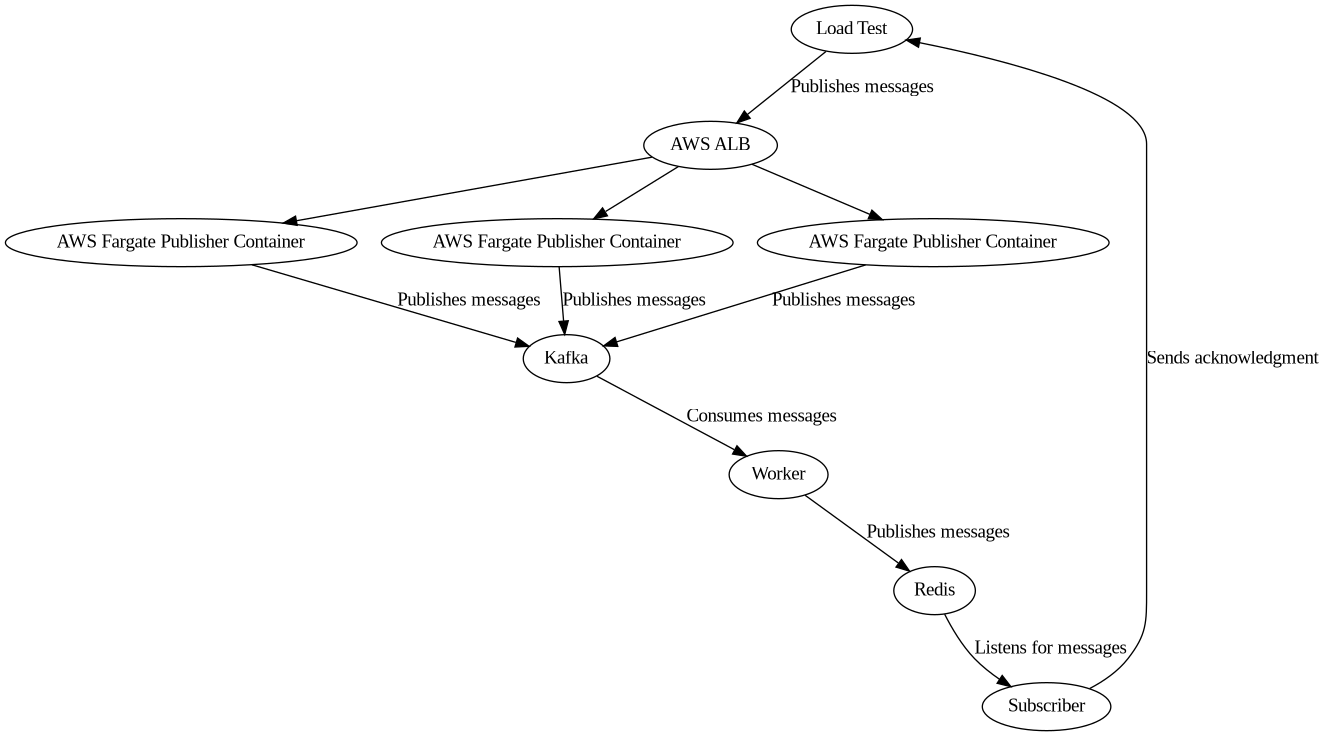 Load Test
Publishes messages
AWS ALB
AWS Fargate Publisher Container
AWS Fargate Publisher Container
AWS Fargate Publisher Container
Publishes messages
Publishes messages
Publishes messages
Kafka
Sends acknowledgment
Consumes messages
Worker
Publishes messages
Redis
Listens for messages
Subscriber